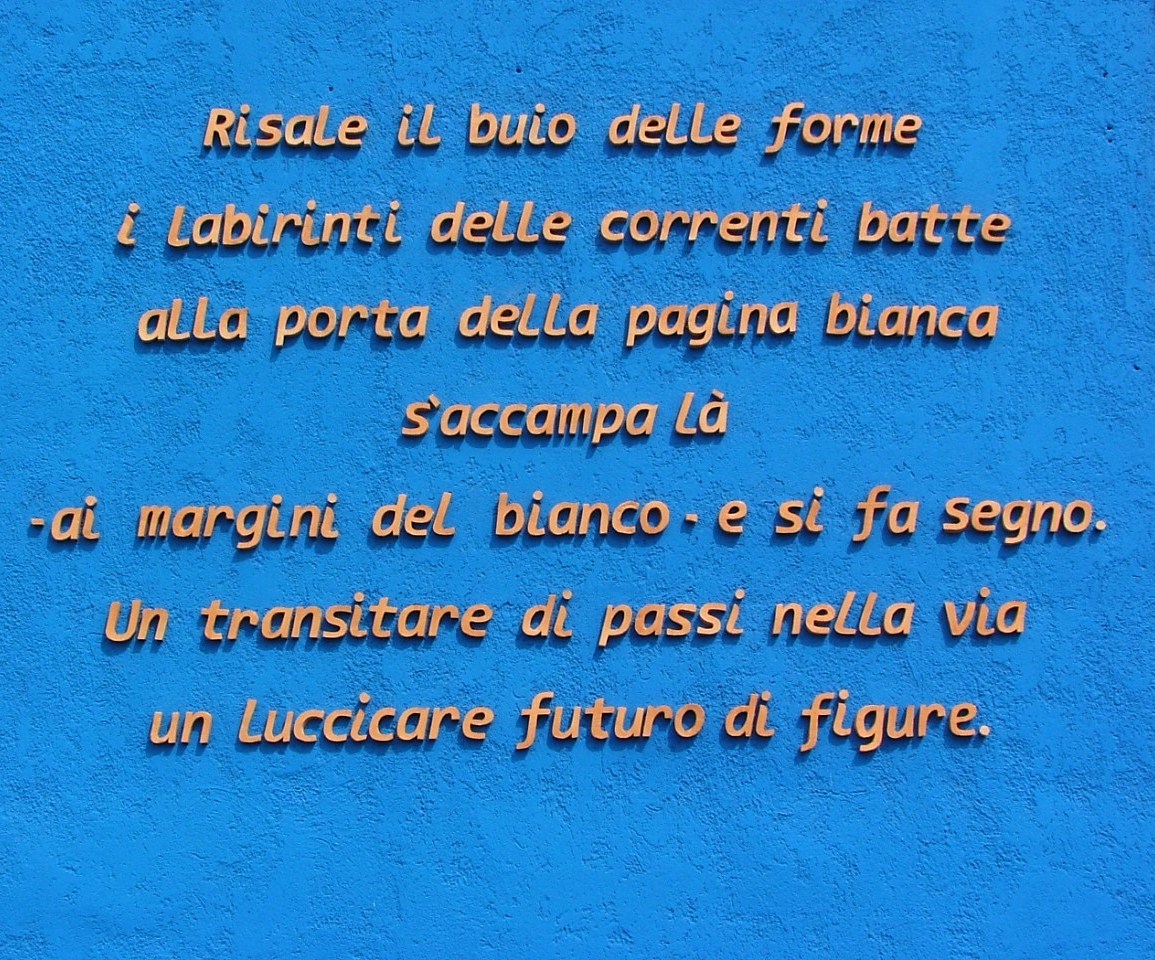 Risale il buio delle forme
i labirinti delle correnti batte
alla porta della pagina bianca
s'accampa là
-ai margini del bianco - e si fa segno.
Un transitare di passi nella via
un luccicare futuro di figure.